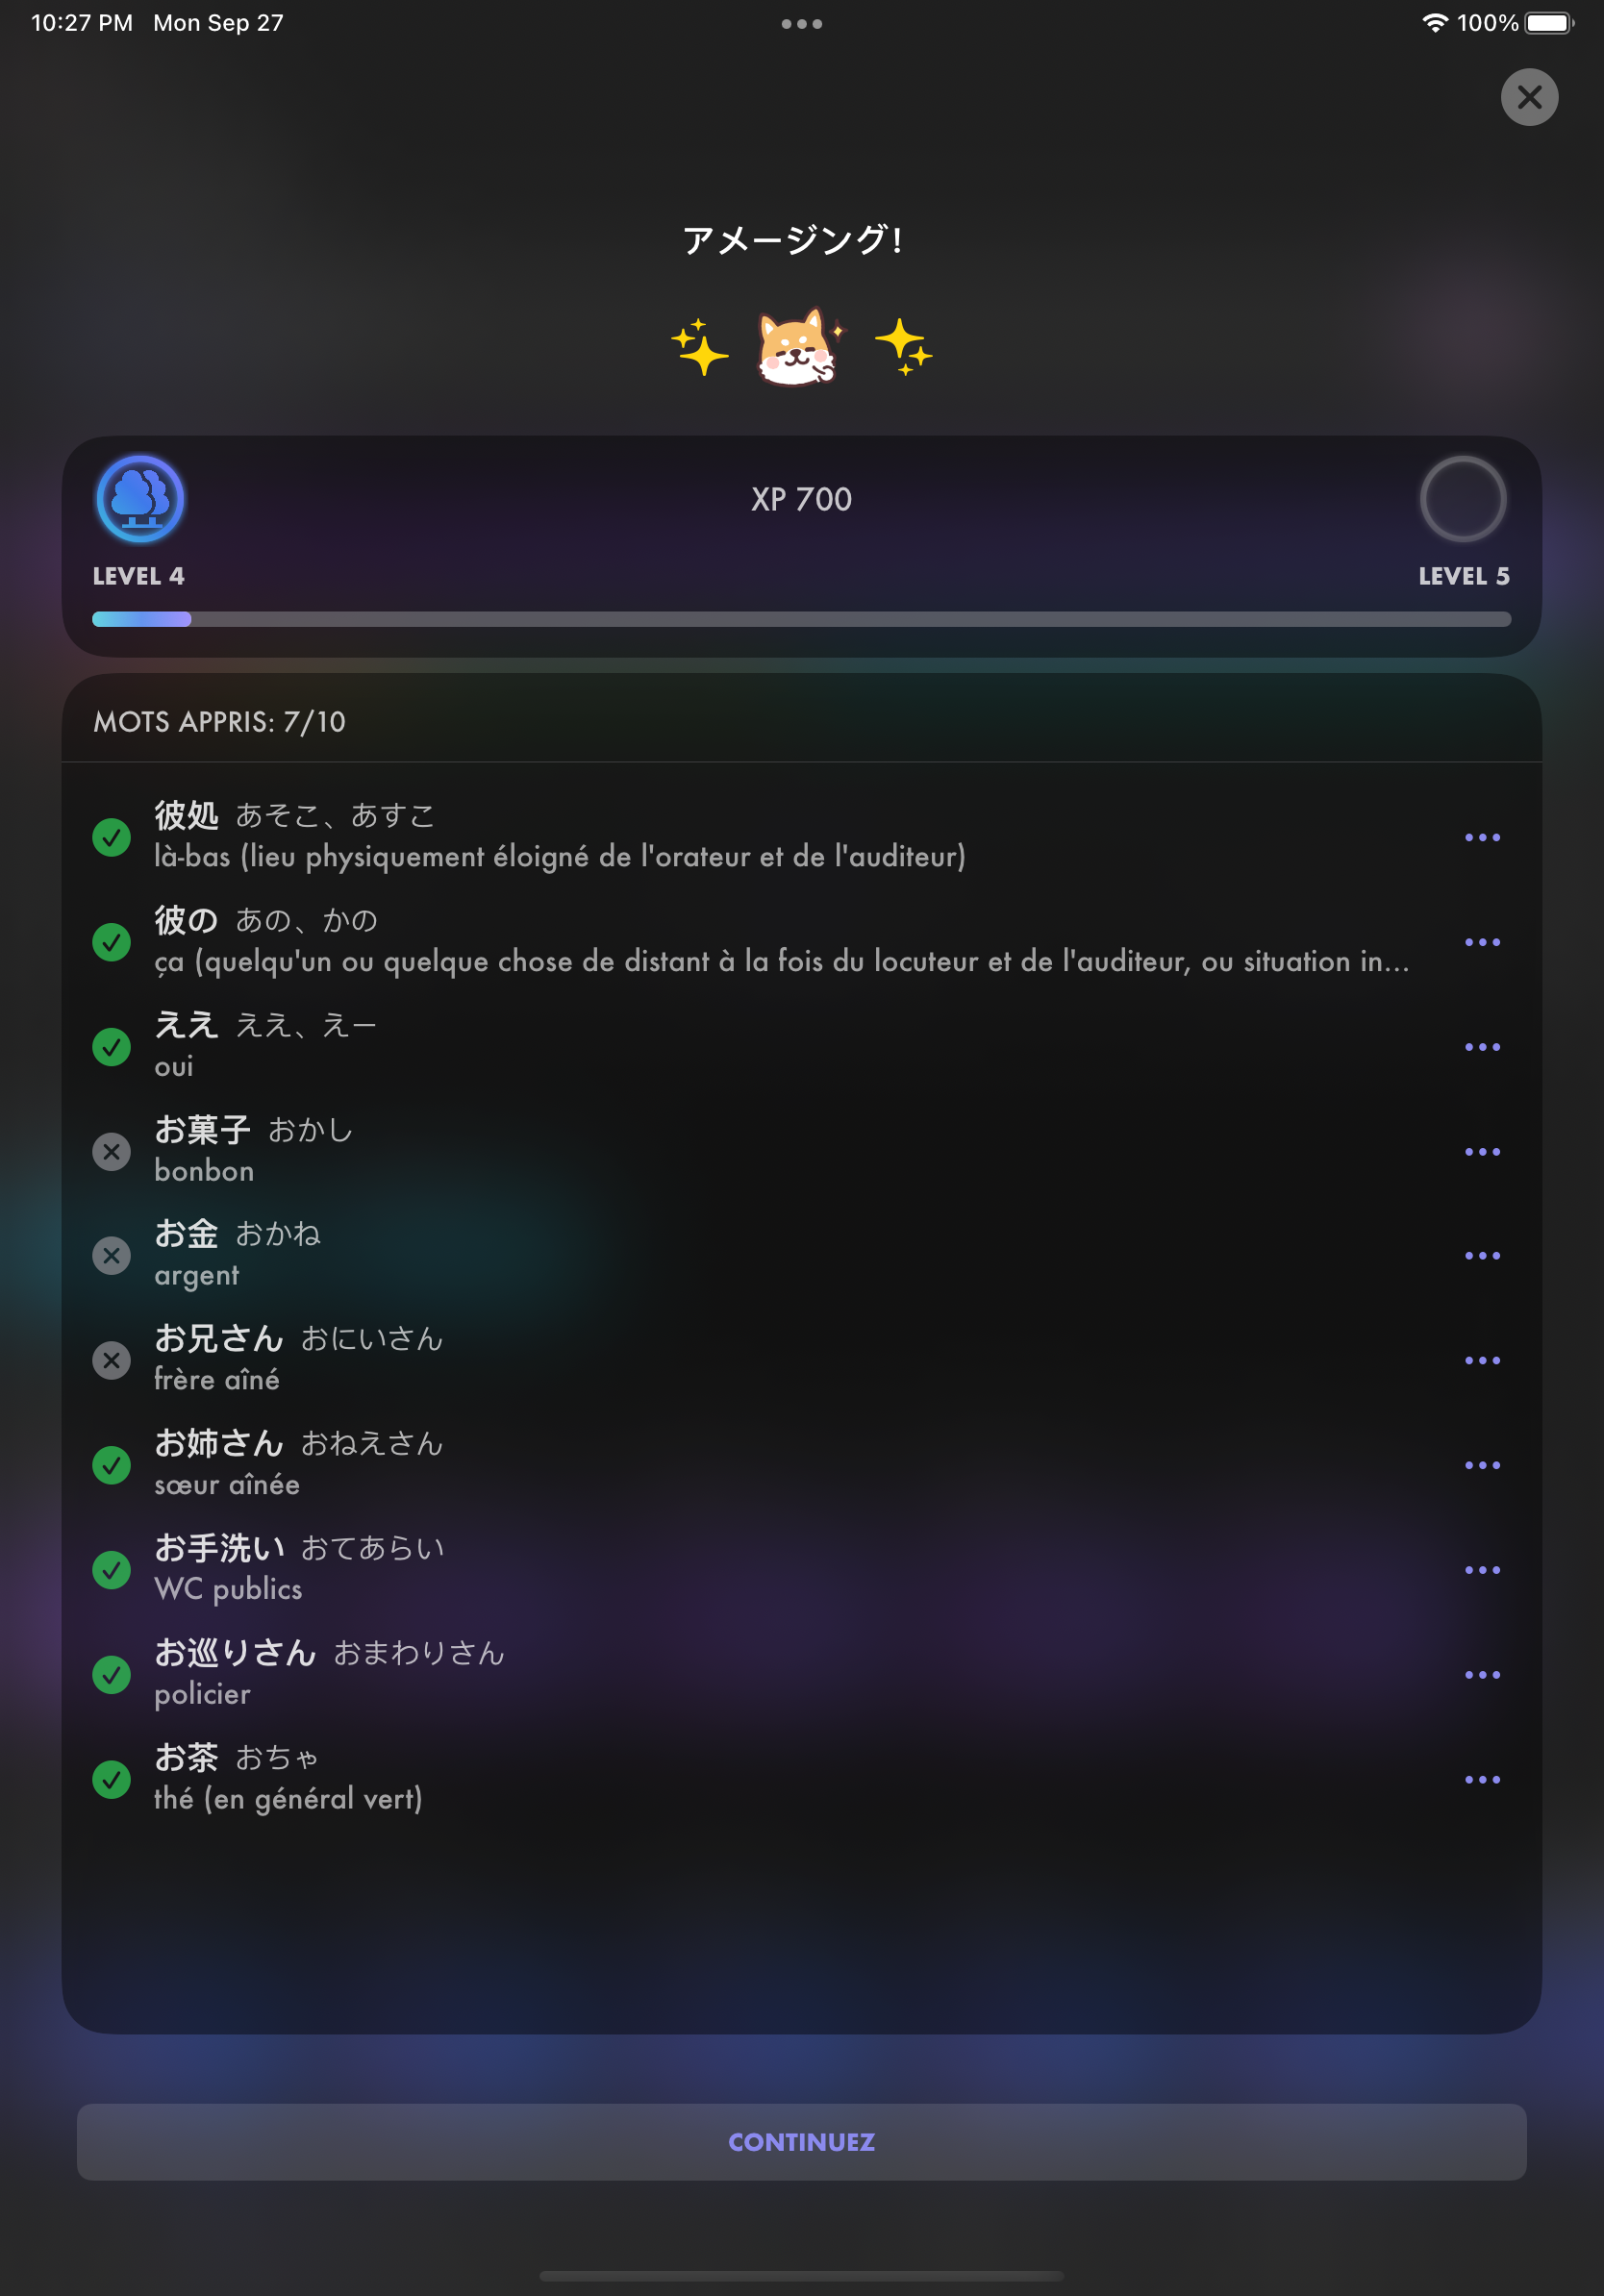 10:27 PM Mon Sep 27
100%
アメージング!
XP 700
LEVEL 4
LEVEL 5
MOTS APPRIS: 7/10
彼処 あそこ、あすこ
là-bas (lieu physiquement éloigné de l'orateur et de l'auditeur)
彼の あの、かの
ça (quelqu'un ou quelque chose de distant à la fois du locuteur et de l'auditeur, ou situation in...
ええ ええ、えー
oui
お菓子 おかし
bonbon
お金 おかね
argent
お兄さん おにいさん
frère aîné
お姉さん おねえさん
sœur aînée
お手洗い おてあらい
WC publics
お巡りさん おまわりさん
policier
お茶 おちゃ
thé (en général vert)
CONTINUEZ